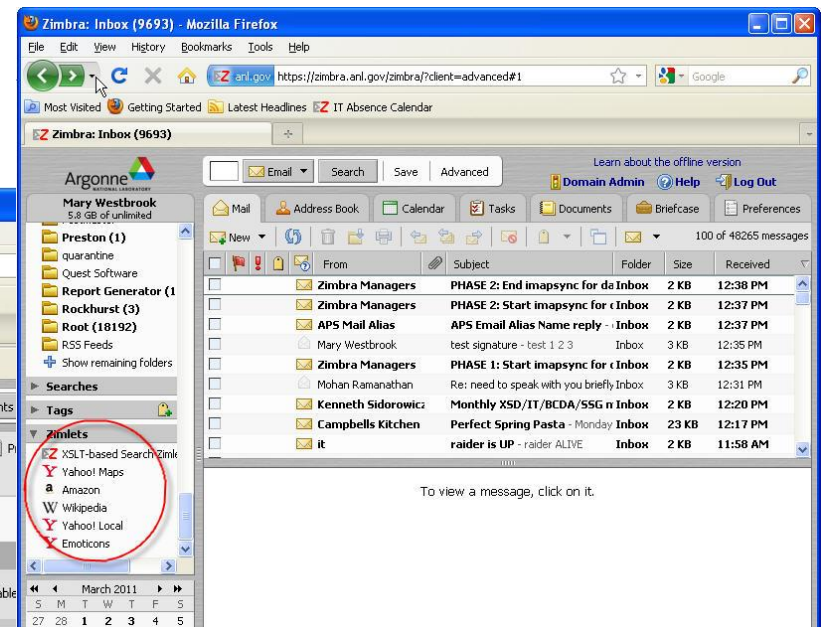 Zimbra: Inbox (9693) - Mozilla Firefox
File Edit View History Bookmarks Tools Help
anl.gov https://zimbra.anl.gov/zimbra/?client=advanced#1 Google
Most Visited Getting Started Latest Headlines IT Absence Calendar
Zimbra: Inbox (9693)
Argonne
NATIONAL LABORATORY
Email Search Save Advanced
Learn about the offline version
Domain Admin Help Log Out
Mary Westbrook
5.8 GB of unlimited
Mail Address Book Calendar Tasks Documents Briefcase Preferences
New 100 of 48265 messages
From Subject Folder Size Received
Zimbra Managers PHASE 2: End imapsync for da Inbox 2 KB 12:38 PM
Zimbra Managers PHASE 2: Start imapsync for Inbox 2 KB 12:37 PM
APS Mail Alias APS Email Alias Name reply - Inbox 2 KB 12:37 PM
Mary Westbrook test signature - test 1 2 3 Inbox 3 KB 12:35 PM
Zimbra Managers PHASE 1: Start imapsync for Inbox 2 KB 12:35 PM
Mohan Ramanathan Re: need to speak with you briefly Inbox 3 KB 12:31 PM
Kenneth Sidorowicz Monthly XSD/IT/BCDA/SSG Inbox 2 KB 12:20 PM
Campbells Kitchen Perfect Spring Pasta - Monday Inbox 23 KB 12:17 PM
it raider is UP - raider ALIVE Inbox 2 KB 11:58 AM
To view a message, click on it.
Preston (1)
quarantine
Quest Software
Report Generator (1
Rockhurst (3)
Root (18192)
RSS Feeds
Show remaining folders
Searches
Tags
Zimlets
XSLT-based Search Zimle
Yahoo! Maps
Amazon
Wikipedia
Yahoo! Local
Emoticons
March 2011
S M T W T F S
27 28 1 2 3 4 5
nts
able